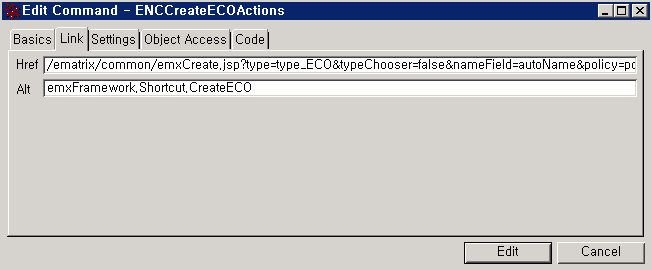 Edit Command - ENCCreateECOActions
Basics Link Settings Object Access Code
Href /ematrix/common/emxCreate.jsp?type=type_ECO&typeChooser=false&nameField=autoName&policy=po
Alt emxFramework.Shortcut.CreateECO
Edit Cancel